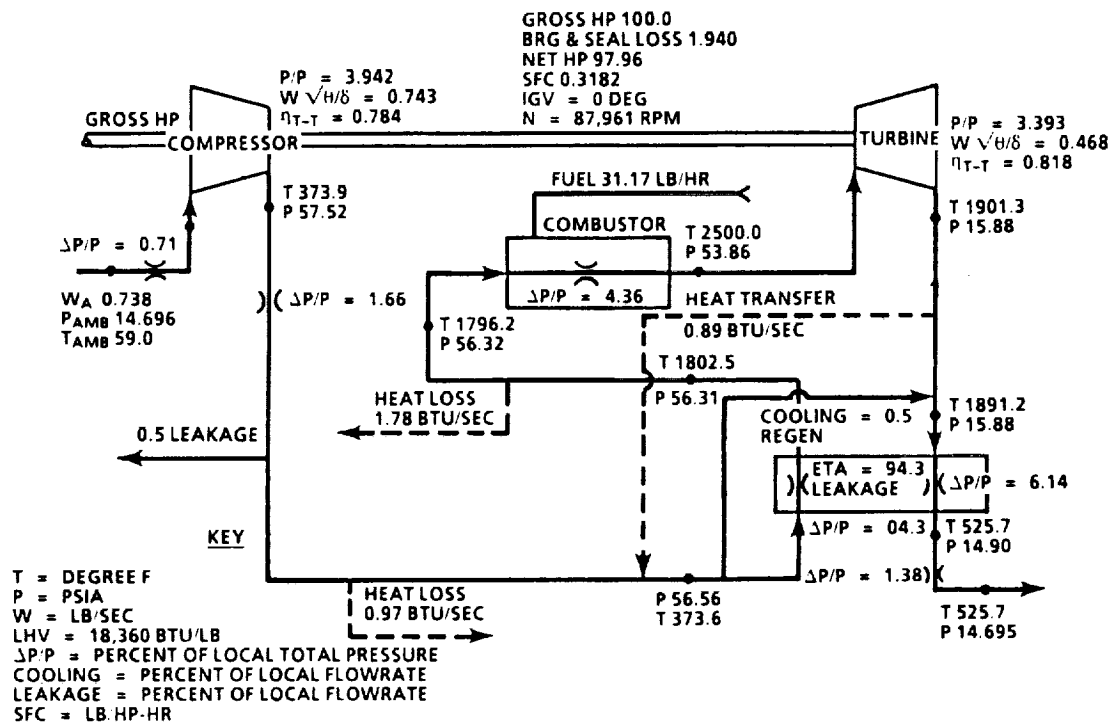 GROSS HP 100.0
BRG & SEAL LOSS 1.940
NET HP 97.96
SFC 0.3182
IGV = 0 DEG
N = 87,961 RPM
P/P = 3.942
W √θ/δ = 0.743
ηT-T = 0.784
GROSS HP
COMPRESSOR
TURBINE
P/P = 3.393
W √θ/δ = 0.468
ηT-T = 0.818
T 373.9
P 57.52
FUEL 31.17 LB/HR
COMBUSTOR
T 2500.0
P 53.86
T 1901.3
P 15.88
ΔP/P = 0.71
WA 0.738
PAMB 14.696
TAMB 59.0
ΔP/P = 1.66
ΔP/P = 4.36
HEAT TRANSFER
0.89 BTU/SEC
T 1796.2
P 56.32
T 1802.5
P 56.31
HEAT LOSS
1.78 BTU/SEC
COOLING = 0.5
REGEN
T 1891.2
P 15.88
0.5 LEAKAGE
ETA = 94.3
LEAKAGE
ΔP/P = 6.14
ΔP/P = 04.3
T 525.7
P 14.90
KEY
T = DEGREE F
P = PSIA
W = LB/SEC
LHV = 18,360 BTU/LB
ΔP/P = PERCENT OF LOCAL TOTAL PRESSURE
COOLING = PERCENT OF LOCAL FLOWRATE
LEAKAGE = PERCENT OF LOCAL FLOWRATE
SFC = LB/HP-HR
HEAT LOSS
0.97 BTU/SEC
P 56.56
T 373.6
ΔP/P = 1.38
T 525.7
P 14.695